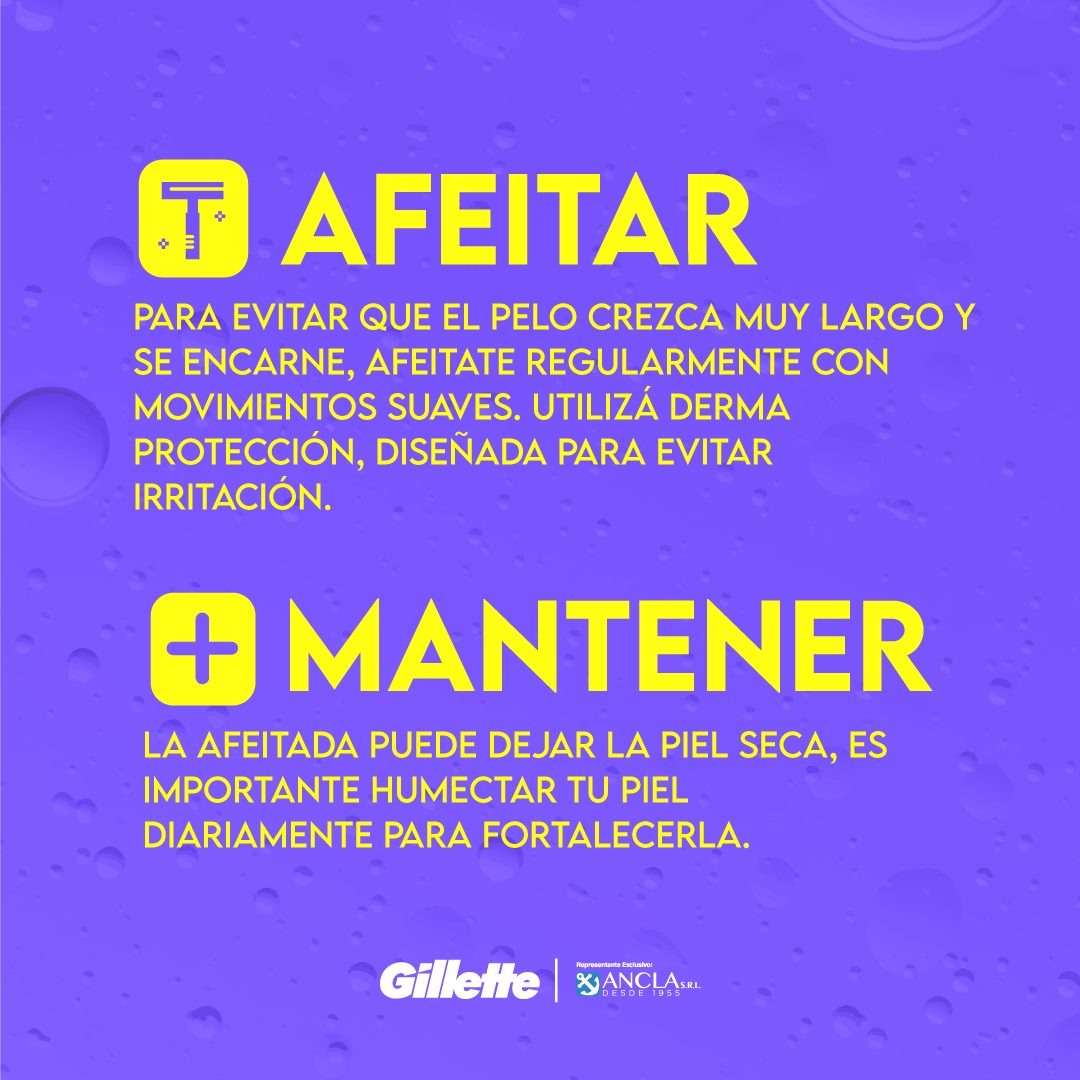 AFEITAR
PARA EVITAR QUE EL PELO CREZCA MUY LARGO Y
SE ENCARNE, AFEITATE REGULARMENTE CON
MOVIMIENTOS SUAVES. UTILIZÁ DERMA
PROTECCIÓN, DISEÑADA PARA EVITAR
IRRITACIÓN.
MANTENER
LA AFEITADA PUEDE DEJAR LA PIEL SECA, ES
IMPORTANTE HUMECTAR TU PIEL
DIARIAMENTE PARA FORTALECERLA.
Gillette
Representante Exclusivo:
ANCLA S.R.L.
DESDE 1955